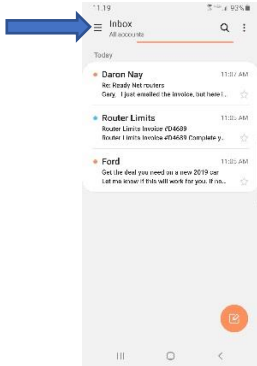 11:19 93%
Inbox
All accounts
Today
Daron Nay 11:07 AM
Re: Ready Net routers
Gary, I just emailed the invoice, but here i..
Router Limits 11:05 AM
Router Limits Invoice #D4689
Router Limits Invoice #D4689 Complete y..
Ford 11:05 AM
Get the deal you need on a new 2019 car
Let me know if this will work for you. If no..